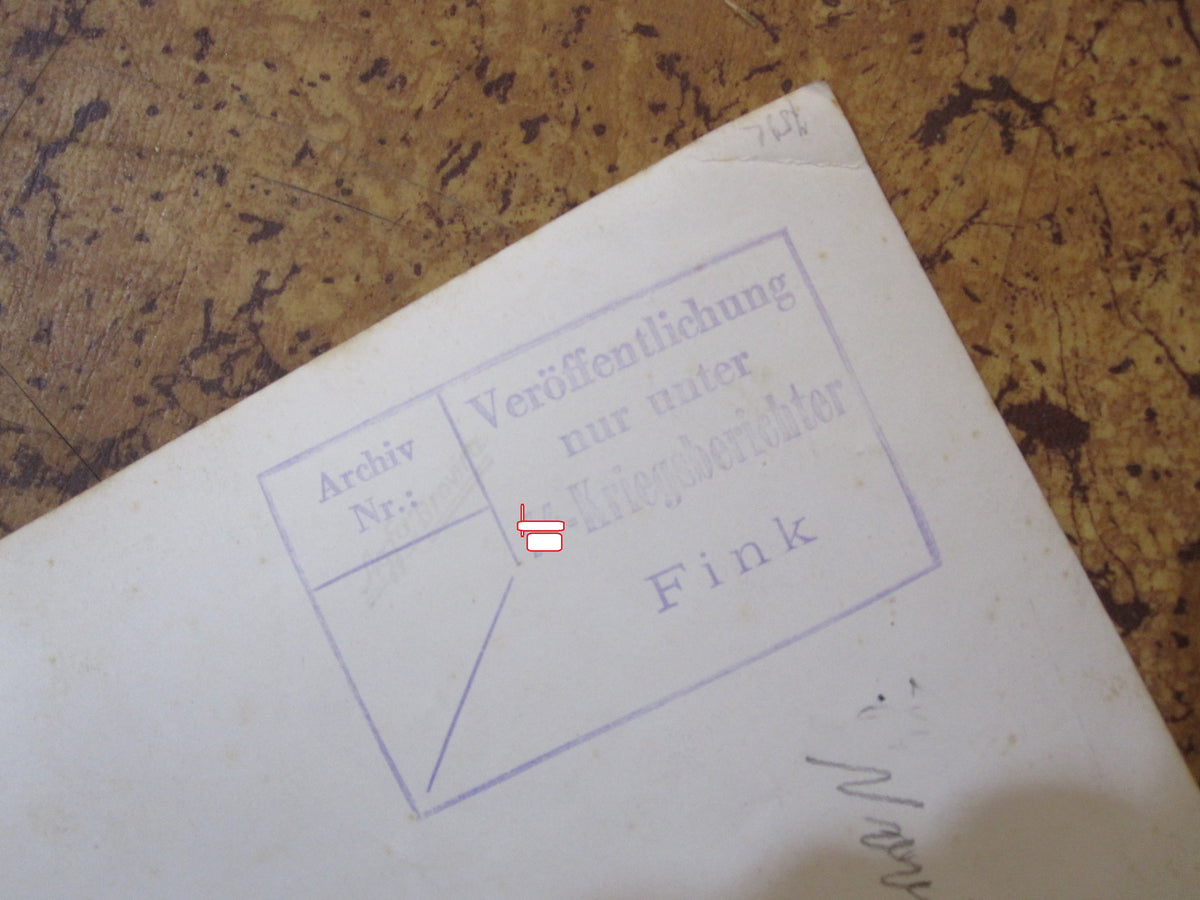 Archiv
Nr.:
Veröffentlichung
nur unter
-Kriegsberichter
Fink